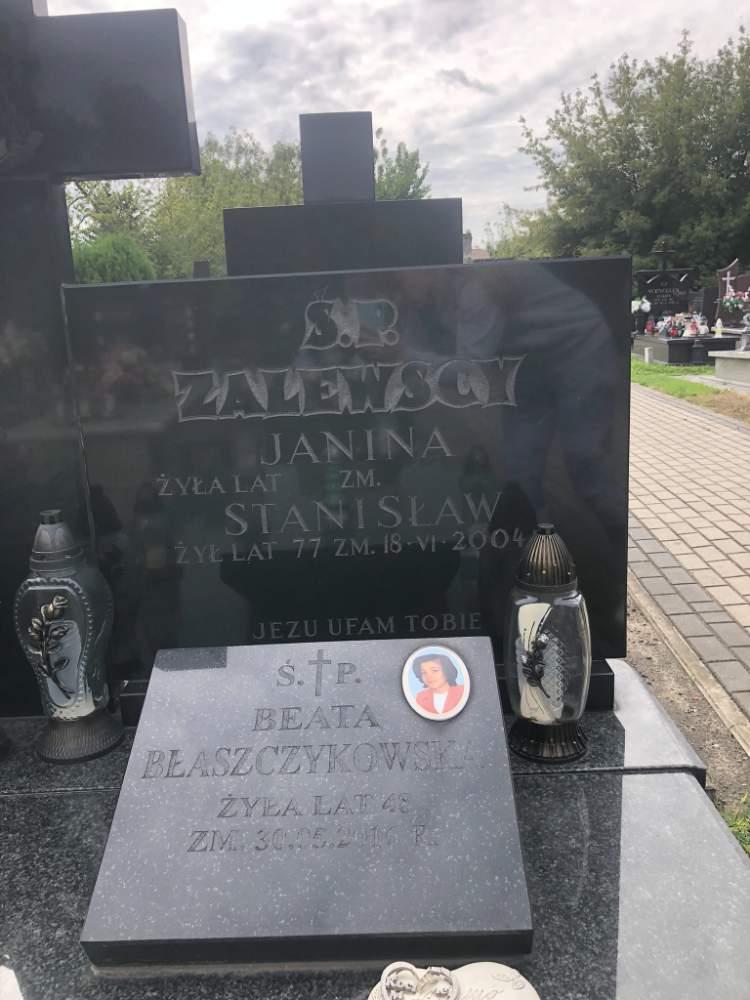 Ś.P.
ZALEWSCY
JANINA
ŻYŁA LAT ZM.
STANISŁAW
ŻYŁ LAT 77 ZM. 18·VI·2004
JEZU UFAM TOBIE
Ś. P.
BEATA
BŁASZCZYKOWSKA
ŻYŁA LAT 48
ZM. R.